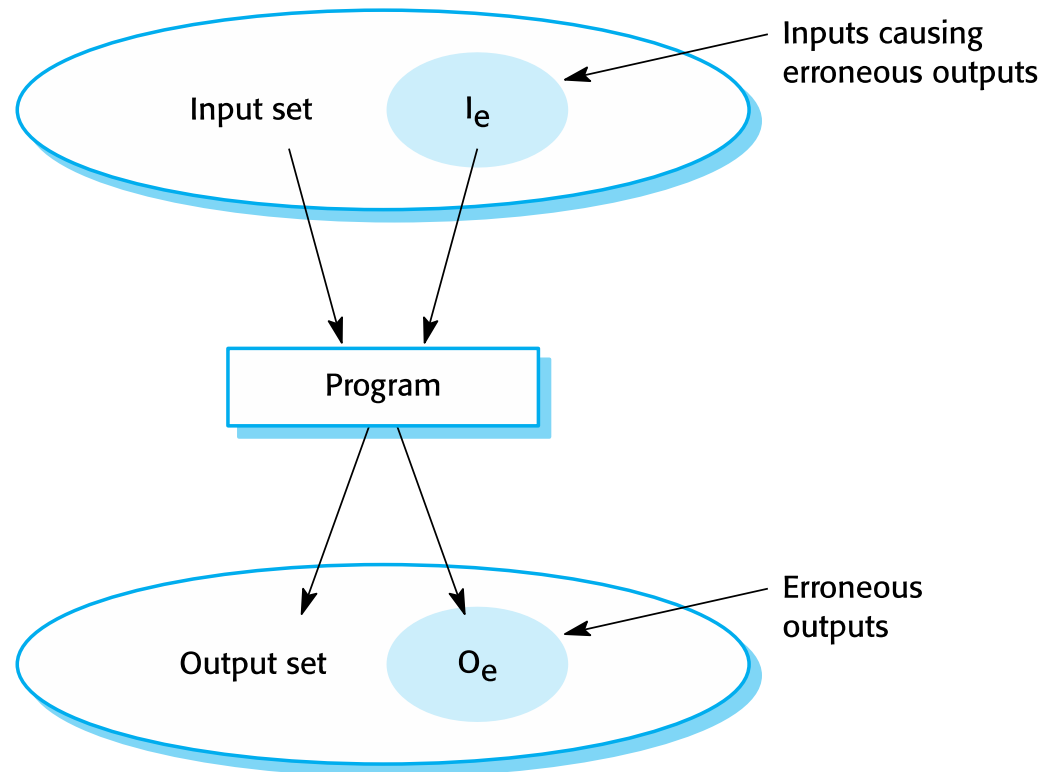 Inputs causing
erroneous outputs
Input set
Ie
Program
Erroneous
outputs
Output set
Oe